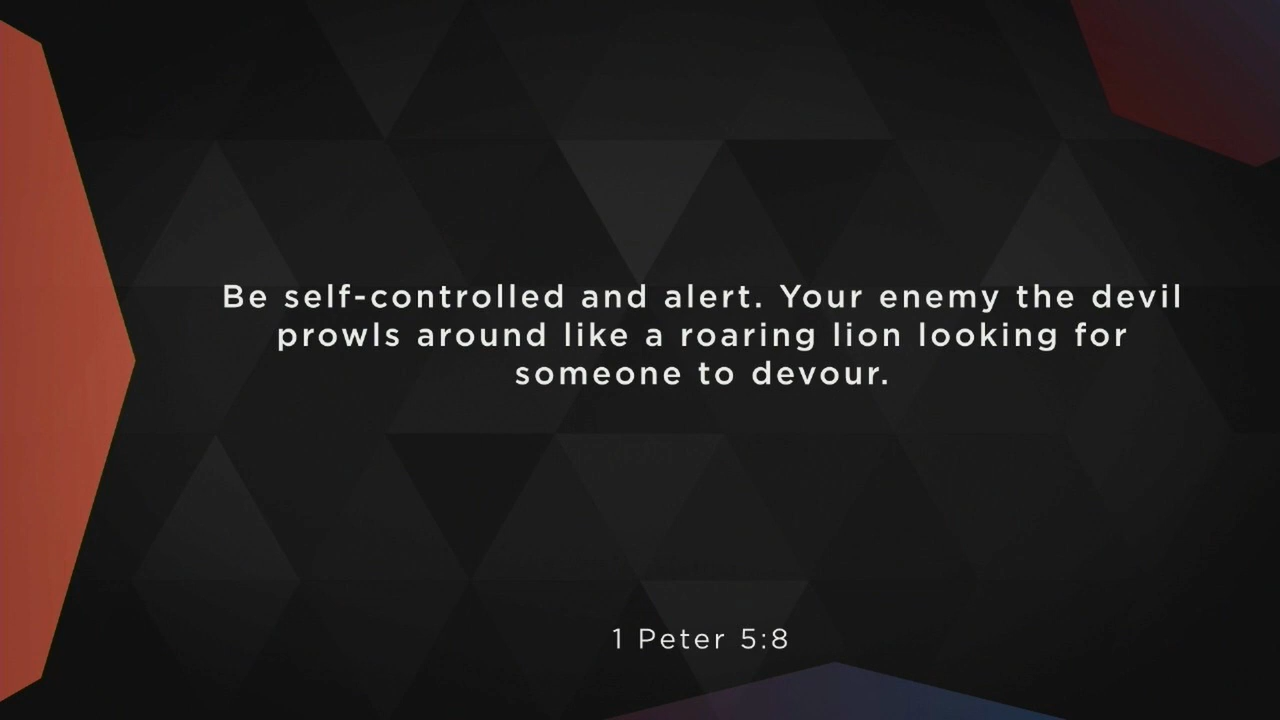 Be self-controlled and alert. Your enemy the devil
prowls around like a roaring lion looking for
someone to devour.
1 Peter 5:8